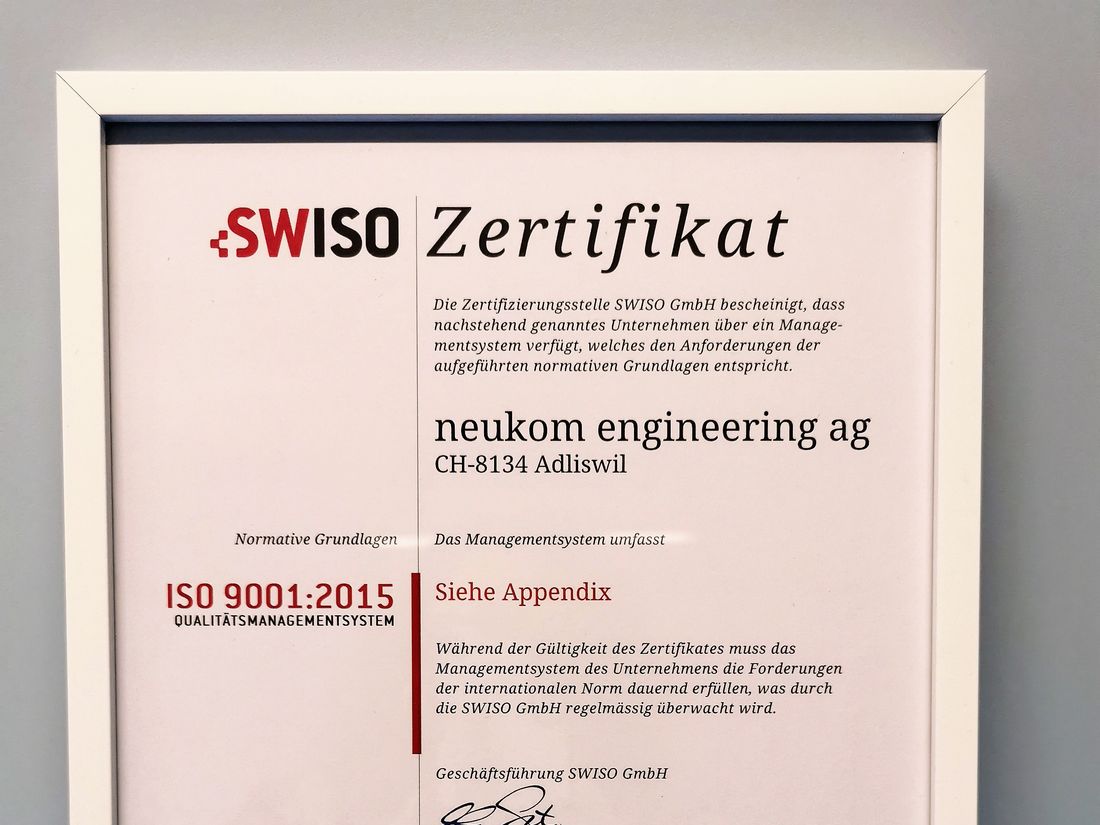 SWISO
Zertifikat
Die Zertifizierungsstelle SWISO GmbH bescheinigt, dass
nachstehend genanntes Unternehmen über ein Manage-
mentsystem verfügt, welches den Anforderungen der
aufgeführten normativen Grundlagen entspricht.
neukom engineering ag
CH-8134 Adliswil
Normative Grundlagen
Das Managementsystem umfasst
ISO 9001:2015
QUALITÄTSMANAGEMENTSYSTEM
Siehe Appendix
Während der Gültigkeit des Zertifikates muss das
Managementsystem des Unternehmens die Forderungen
der internationalen Norm dauernd erfüllen, was durch
die SWISO GmbH regelmässig überwacht wird.
Geschäftsführung SWISO GmbH